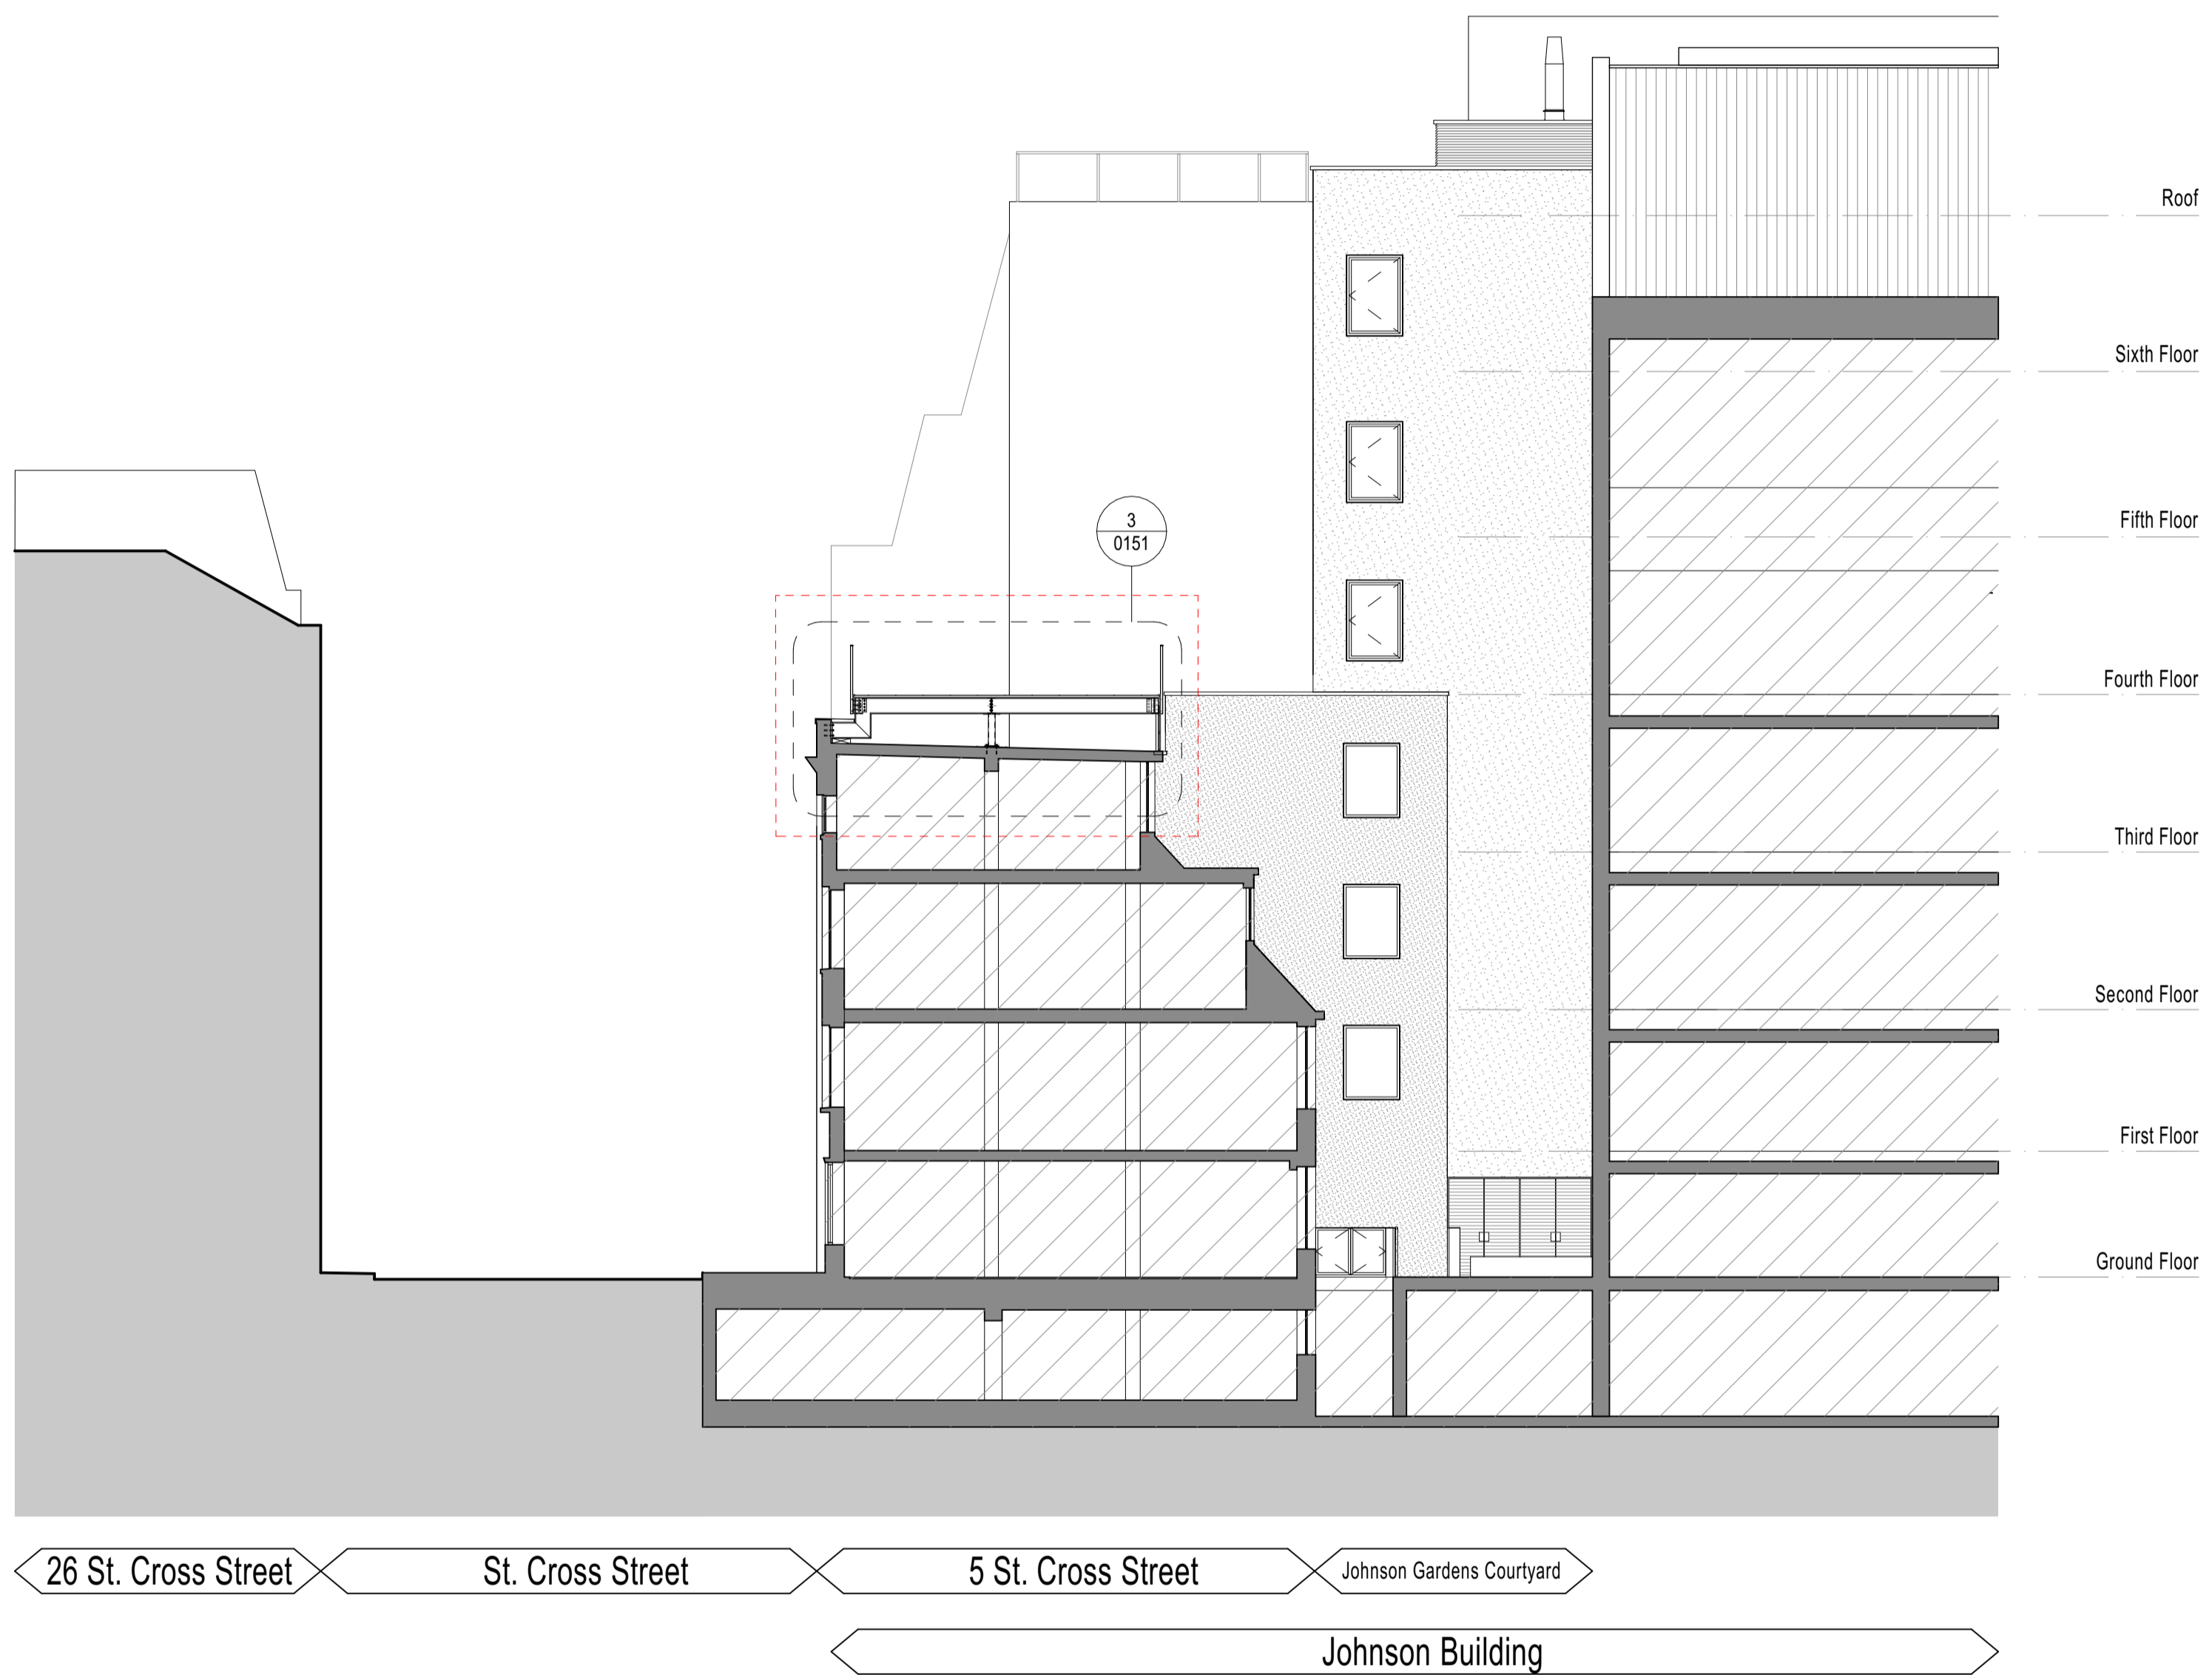 Roof
Sixth Floor
3
0151
Fifth Floor
Fourth Floor
Third Floor
Second Floor
First Floor
Ground Floor
26 St. Cross Street
St. Cross Street
5 St. Cross Street
Johnson Gardens Courtyard
Johnson Building